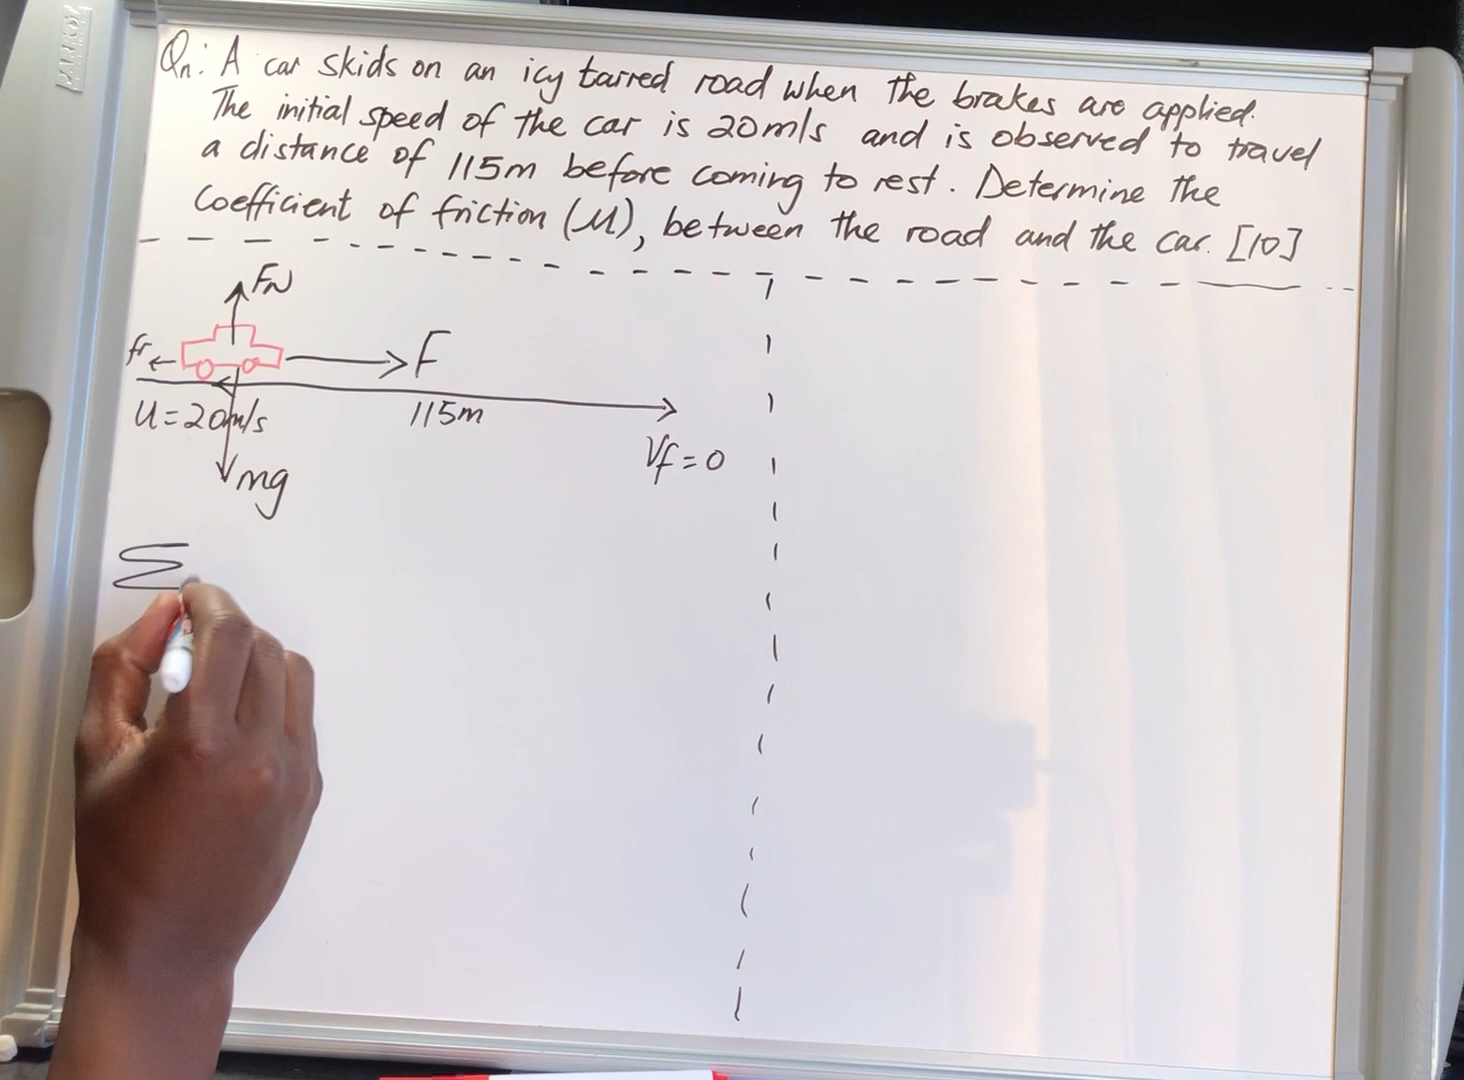 Qn: A car skids on an icy tarred road when the brakes are applied.
The initial speed of the car is 20m/s and is observed to travel
a distance of 115m before coming to rest. Determine the
Coefficient of friction (M), between the road and the car. [10]
FN
fr
F
U=20m/s
115m
Vf=0
mg
Σ
PARROT